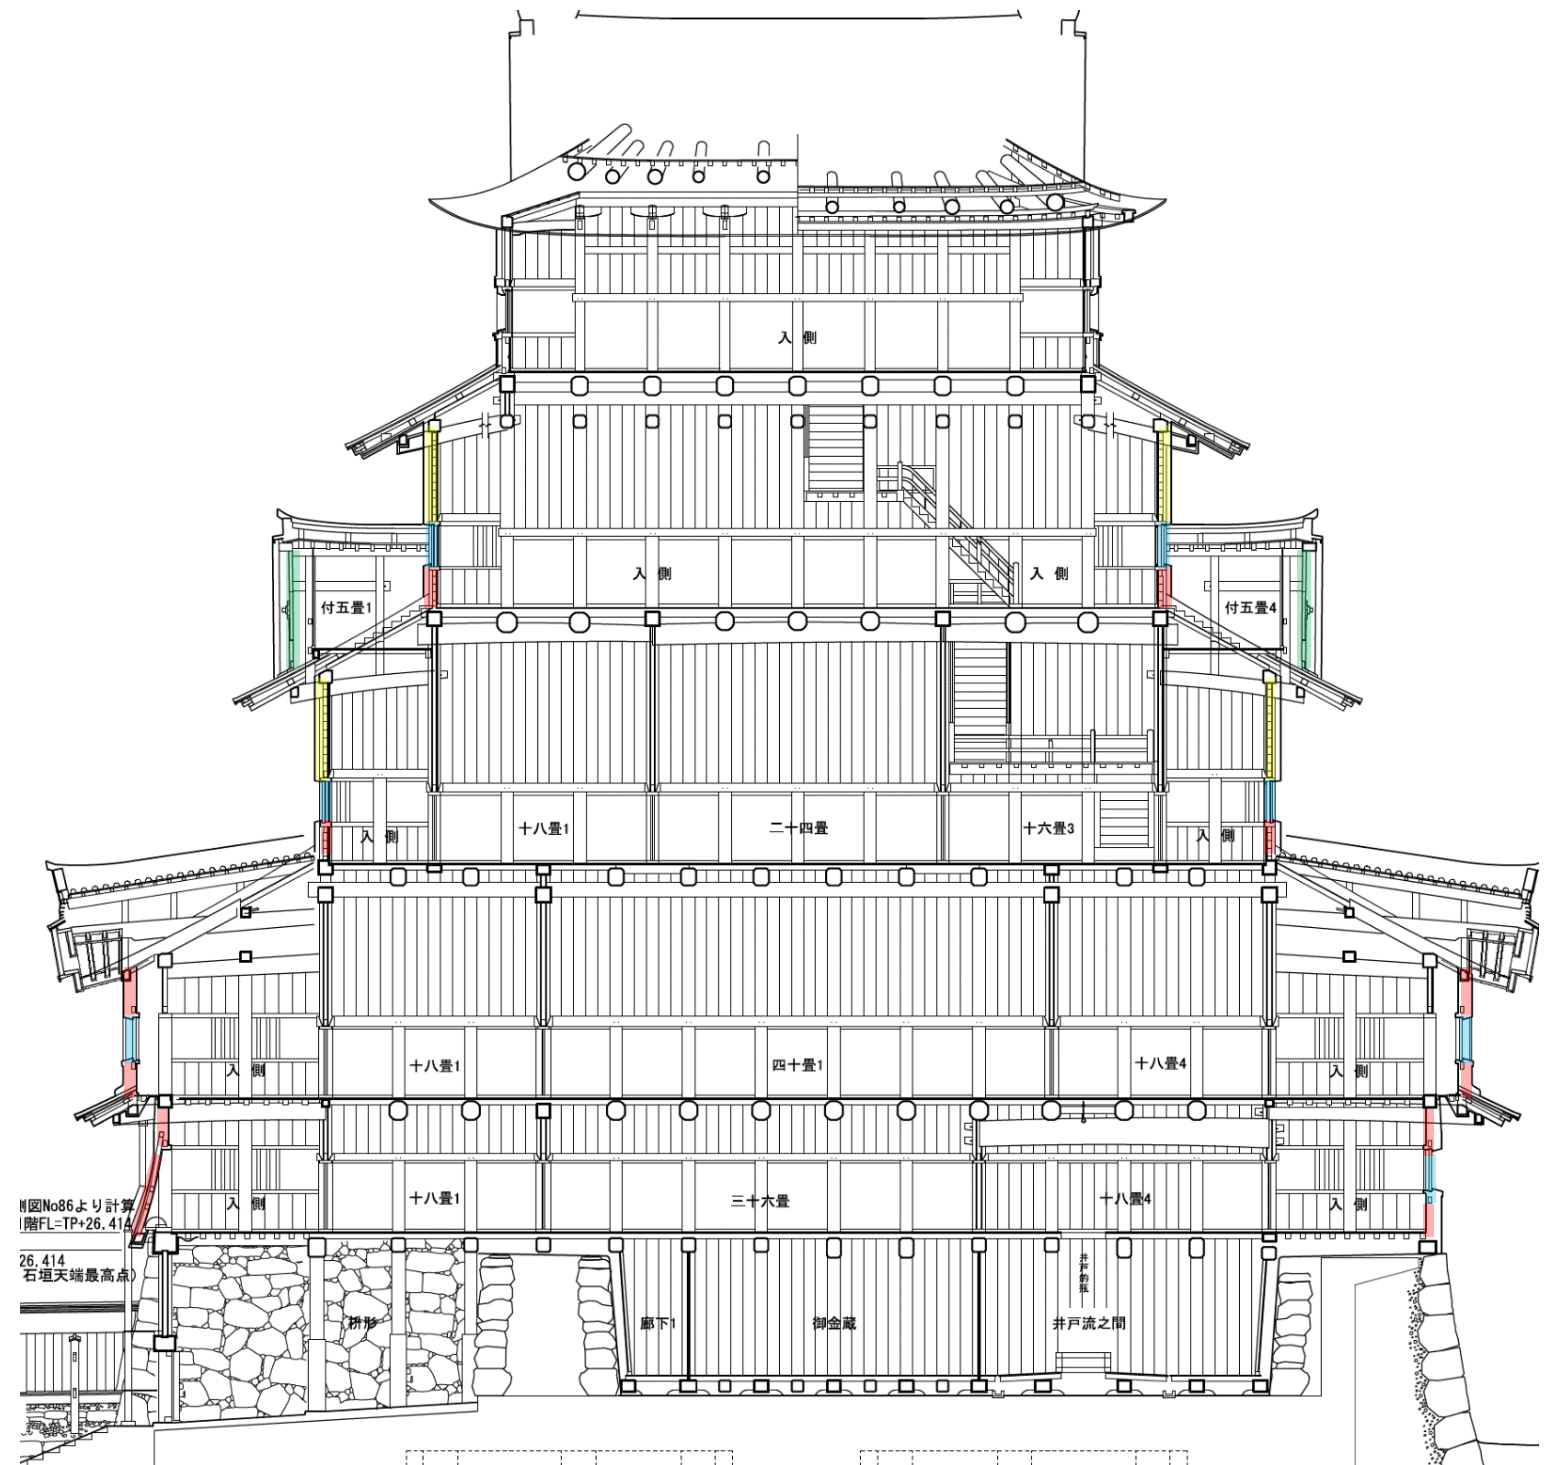 入 側
入 側
入 側
付五畳1
付五畳4
入 側
十八畳1
二十四畳
十六畳3
入 側
入 側
十八畳1
四十畳1
十八畳4
入 側
入 側
十八畳1
三十六畳
十八畳4
入 側
則図No86より計算
階FL=TP+26.414
26.414
石垣天端最高点)
枡形
廊下1
御金蔵
井戸釣瓶
井戸流之間